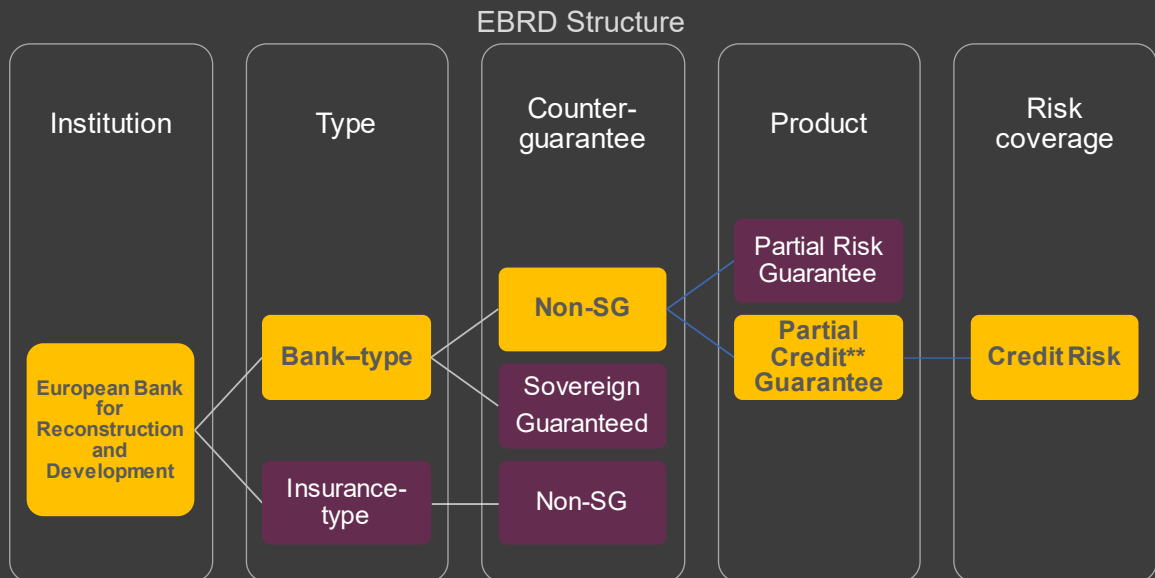 EBRD Structure
Institution
Type
Counter-
guarantee
Product
Risk
coverage
European Bank
for
Reconstruction
and
Development
Bank–type
Insurance-
type
Non-SG
Sovereign
Guaranteed
Non-SG
Partial Risk
Guarantee
Partial
Credit**
Guarantee
Credit Risk